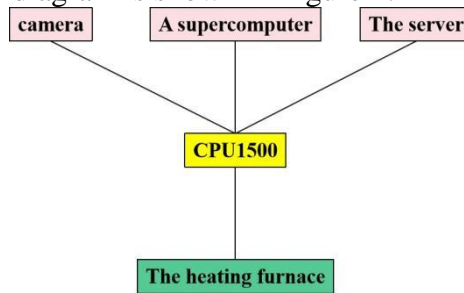 camera
A supercomputer
The server
CPU1500
The heating furnace